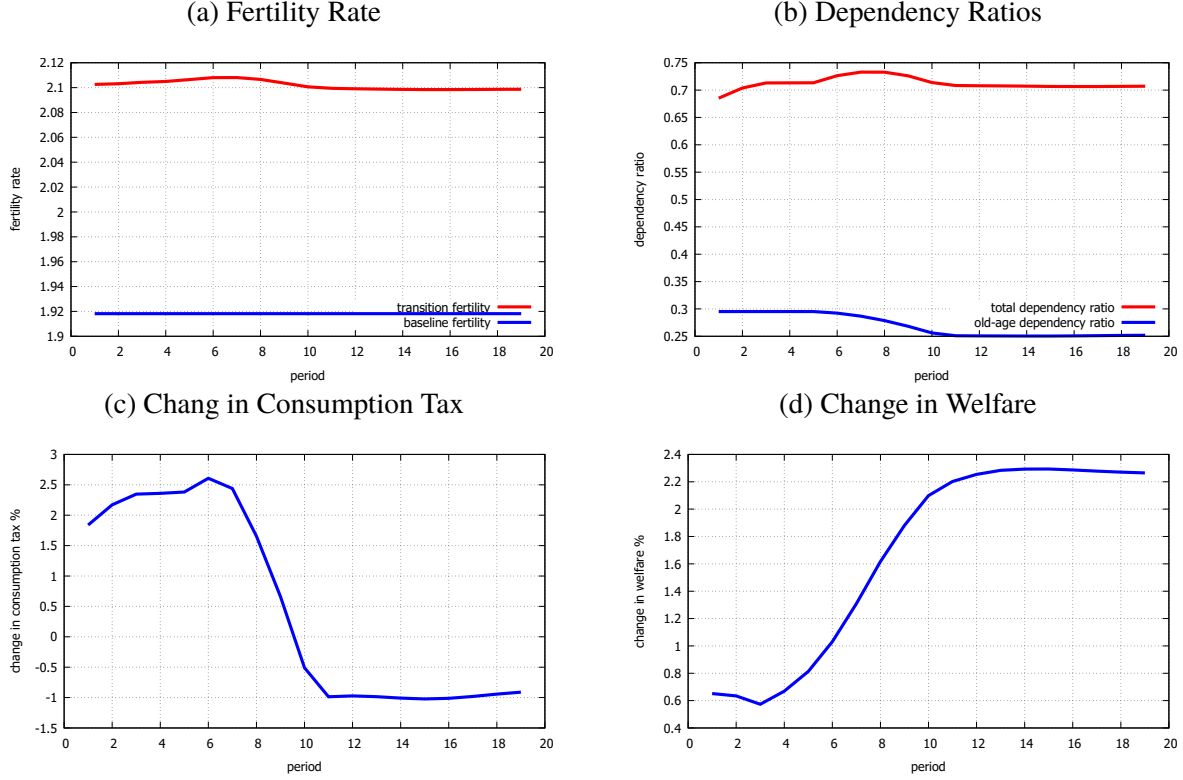 (a) Fertility Rate
2.12
2.1
2.08
2.06
2.04
2.02
2
1.98
1.96
1.94
1.92
1.9
fertility rate
transition fertility
baseline fertility
0 2 4 6 8 10 12 14 16 18 20
period
(b) Dependency Ratios
0.75
0.7
0.65
0.6
0.55
0.5
0.45
0.4
0.35
0.3
0.25
dependency ratio
total dependency ratio
old-age dependency ratio
0 2 4 6 8 10 12 14 16 18 20
period
(c) Chang in Consumption Tax
3
2.5
2
1.5
1
0.5
0
-0.5
-1
-1.5
change in consumption tax %
0 2 4 6 8 10 12 14 16 18 20
period
(d) Change in Welfare
2.4
2.2
2
1.8
1.6
1.4
1.2
1
0.8
0.6
0.4
change in welfare %
0 2 4 6 8 10 12 14 16 18 20
period